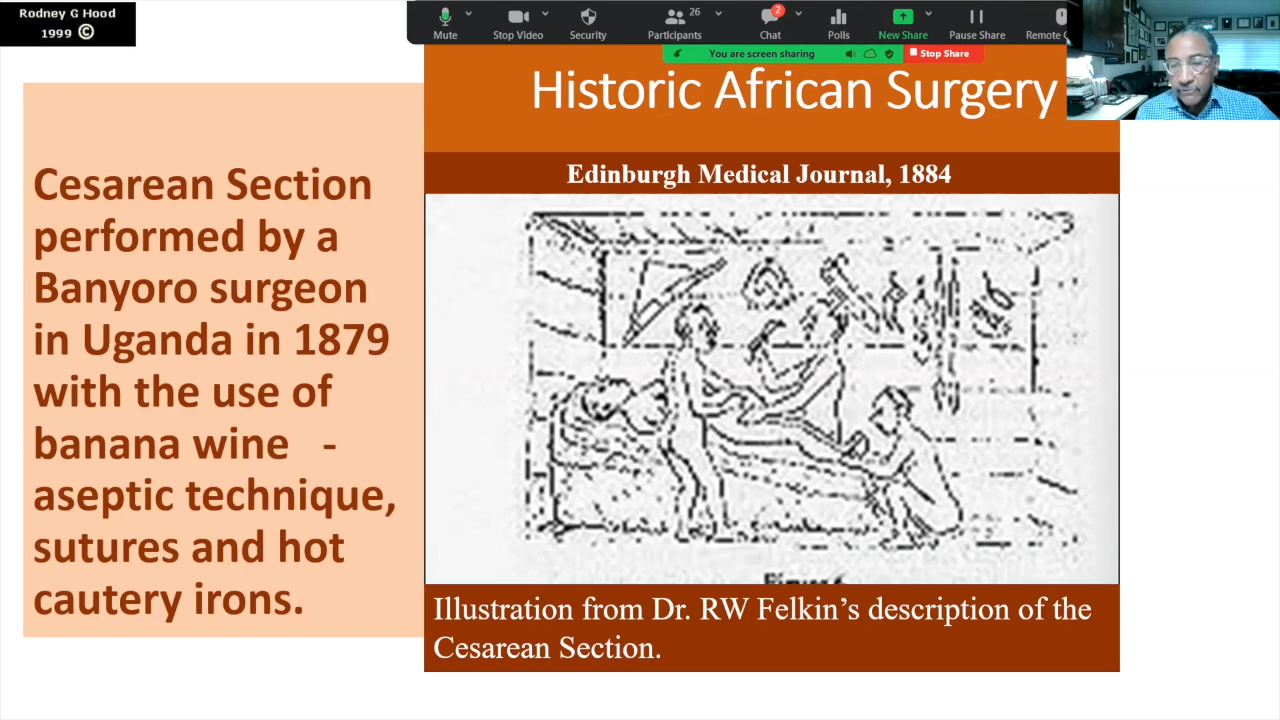 Rodney G Hood
1999 ©
Mute
Stop Video
Security
26
Participants
2
Chat
Polls
New Share
Pause Share
Remote
You are screen sharing
Stop Share
Historic African Surgery
Edinburgh Medical Journal, 1884
Cesarean Section
performed by a
Banyoro surgeon
in Uganda in 1879
with the use of
banana wine -
aseptic technique,
sutures and hot
cautery irons.
Illustration from Dr. RW Felkin’s description of the
Cesarean Section.